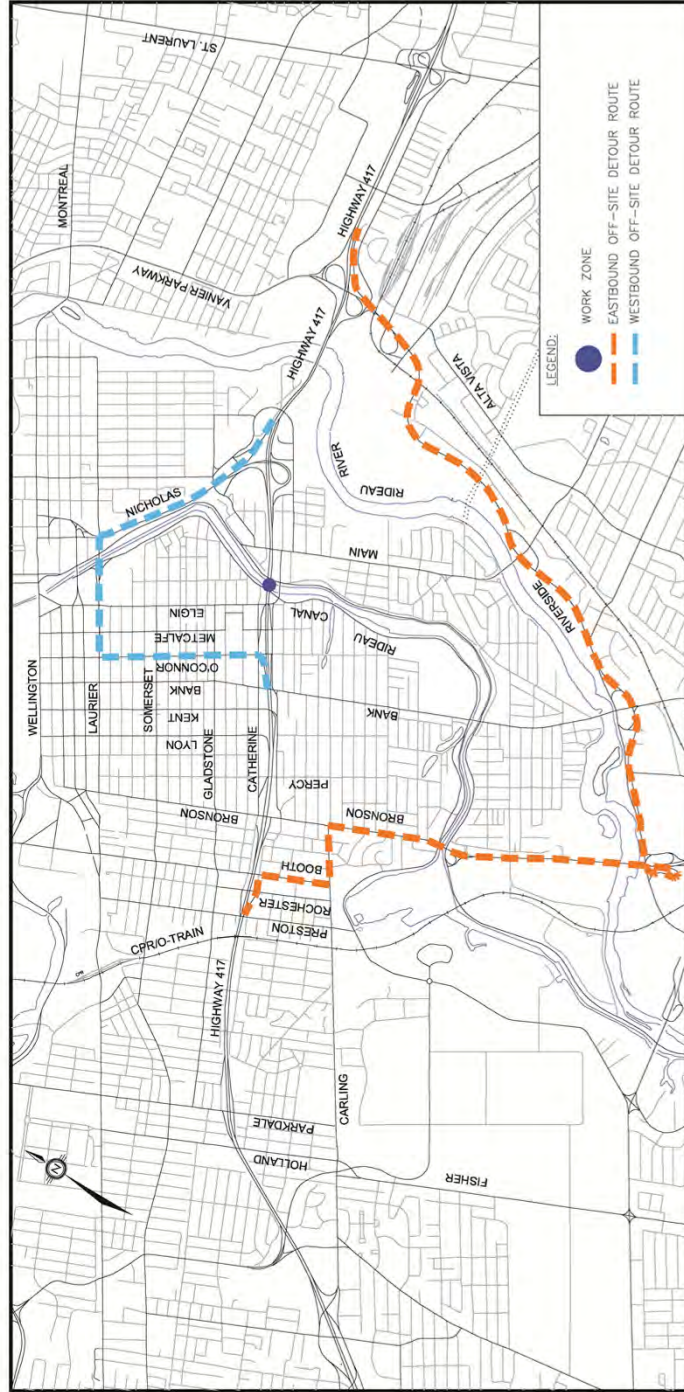 ST. LAURENT
MONTREAL
VANIER PARKWAY
HIGHWAY 417
HIGHWAY 417
NICHOLAS
WELLINGTON
LAURIER
SOMERSET
GLADSTONE
CATHERINE
ELGIN
METCALFE
O'CONNOR
BANK
KENT
LYON
PERCY
BRONSON
BRONSON
BOOTH
ROCHESTER
PRESTON
CPR/O-TRAIN
HIGHWAY 417
CARLING
PARKDALE
HOLLAND
FISHER
MAIN
CANAL
RIDEAU
BANK
RIVER
RIDEAU
RIVERSIDE
ALTA VISTA
N
LEGEND:
WORK ZONE
EASTBOUND OFF-SITE DETOUR ROUTE
WESTBOUND OFF-SITE DETOUR ROUTE